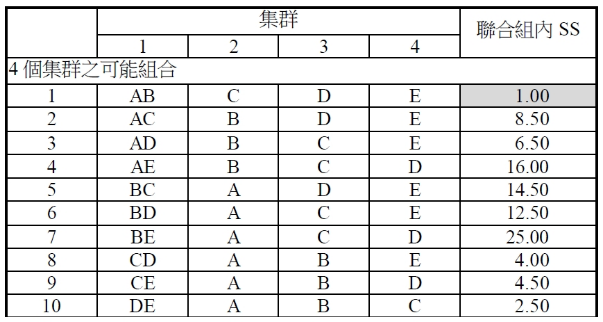 集群 聯合組內 SS
1 2 3 4
4 個集群之可能組合
1 AB C D E 1.00
2 AC B D E 8.50
3 AD B C E 6.50
4 AE B C D 16.00
5 BC A D E 14.50
6 BD A C E 12.50
7 BE A C D 25.00
8 CD A B E 4.00
9 CE A B D 4.50
10 DE A B C 2.50